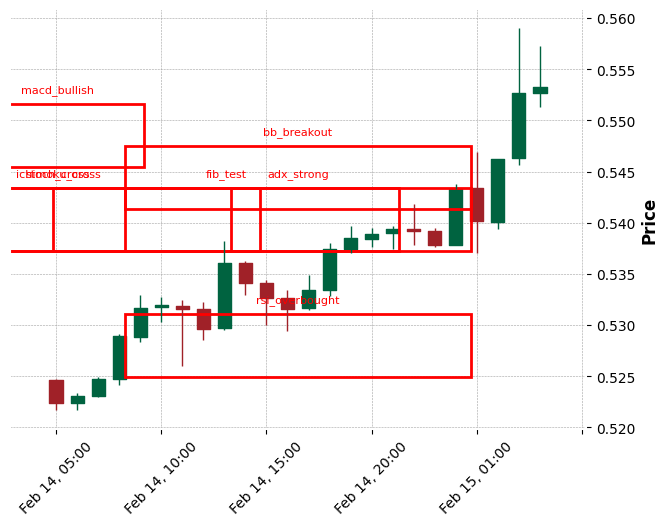 macd_bullish
bb_breakout
stoch_cross
fib_test
adx_strong
rsi_overbought
0.560
0.555
0.550
0.545
0.540
0.535
0.530
0.525
0.520
Price
Feb 14, 05:00
Feb 14, 10:00
Feb 14, 15:00
Feb 14, 20:00
Feb 15, 01:00